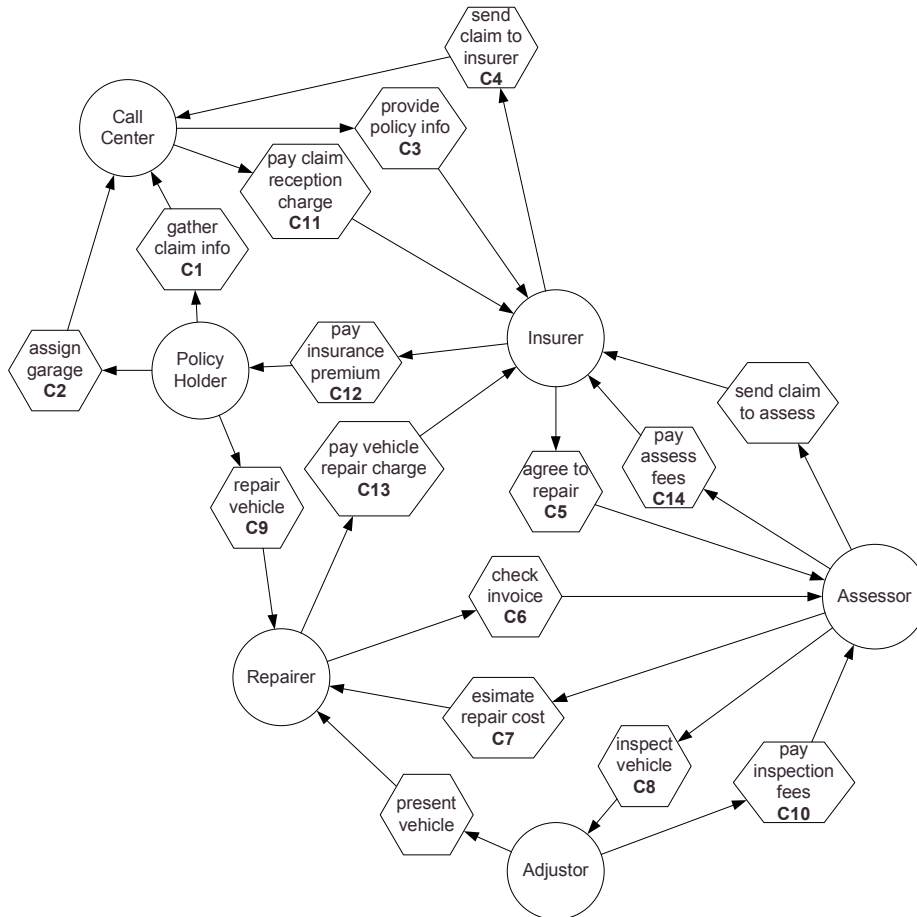 send
claim to
insurer
C4
Call
Center
provide
policy info
C3
pay claim
reception
charge
C11
gather
claim info
C1
assign
garage
C2
Policy
Holder
pay
insurance
premium
C12
Insurer
send claim
to assess
pay vehicle
repair charge
C13
agree to
repair
C5
pay
assess
fees
C14
repair
vehicle
C9
check
invoice
C6
Assessor
Repairer
esimate
repair cost
C7
inspect
vehicle
C8
pay
inspection
fees
C10
present
vehicle
Adjustor